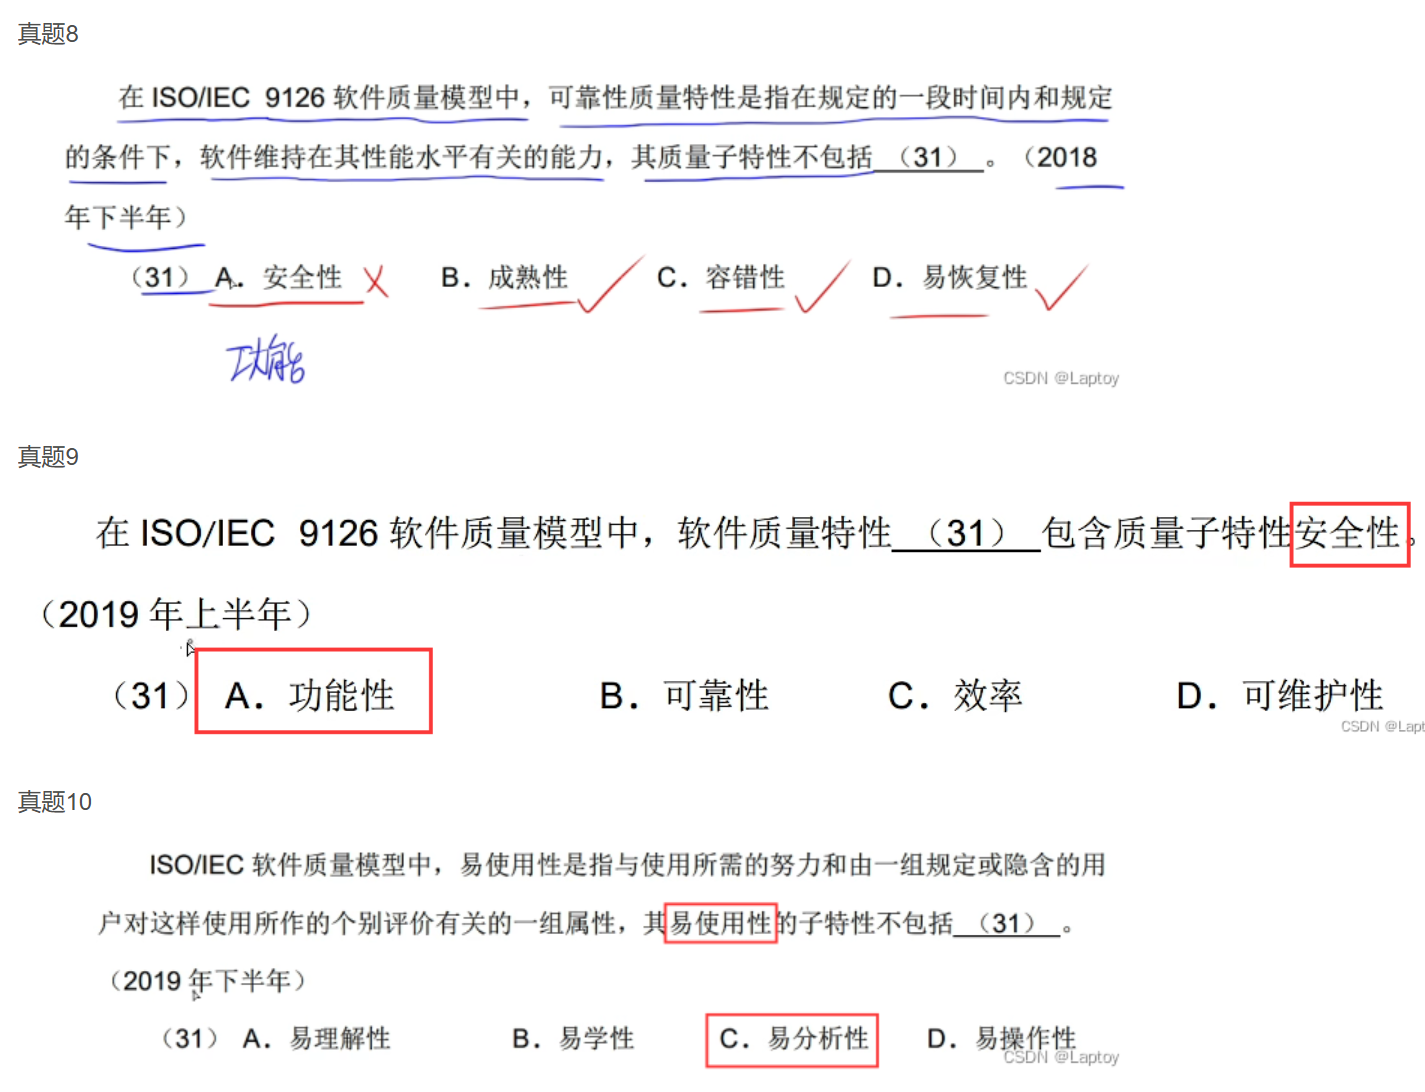 真题8
在 ISO/IEC 9126 软件质量模型中，可靠性质量特性是指在规定的一段时间内和规定
的条件下，软件维持在其性能水平有关的能力，其质量子特性不包括 （31） 。（2018
年下半年）
（31） A．安全性 B．成熟性 C．容错性 D．易恢复性
功能
CSDN @Laptoy
真题9
在 ISO/IEC 9126 软件质量模型中，软件质量特性 （31） 包含质量子特性安全性。
（2019 年上半年）
（31） A．功能性 B．可靠性 C．效率 D．可维护性
CSDN @Lapt
真题10
ISO/IEC 软件质量模型中，易使用性是指与使用所需的努力和由一组规定或隐含的用
户对这样使用所作的个别评价有关的一组属性，其易使用性的子特性不包括 （31） 。
（2019 年下半年）
（31） A．易理解性 B．易学性 C．易分析性 D．易操作性
CSDN @Laptoy